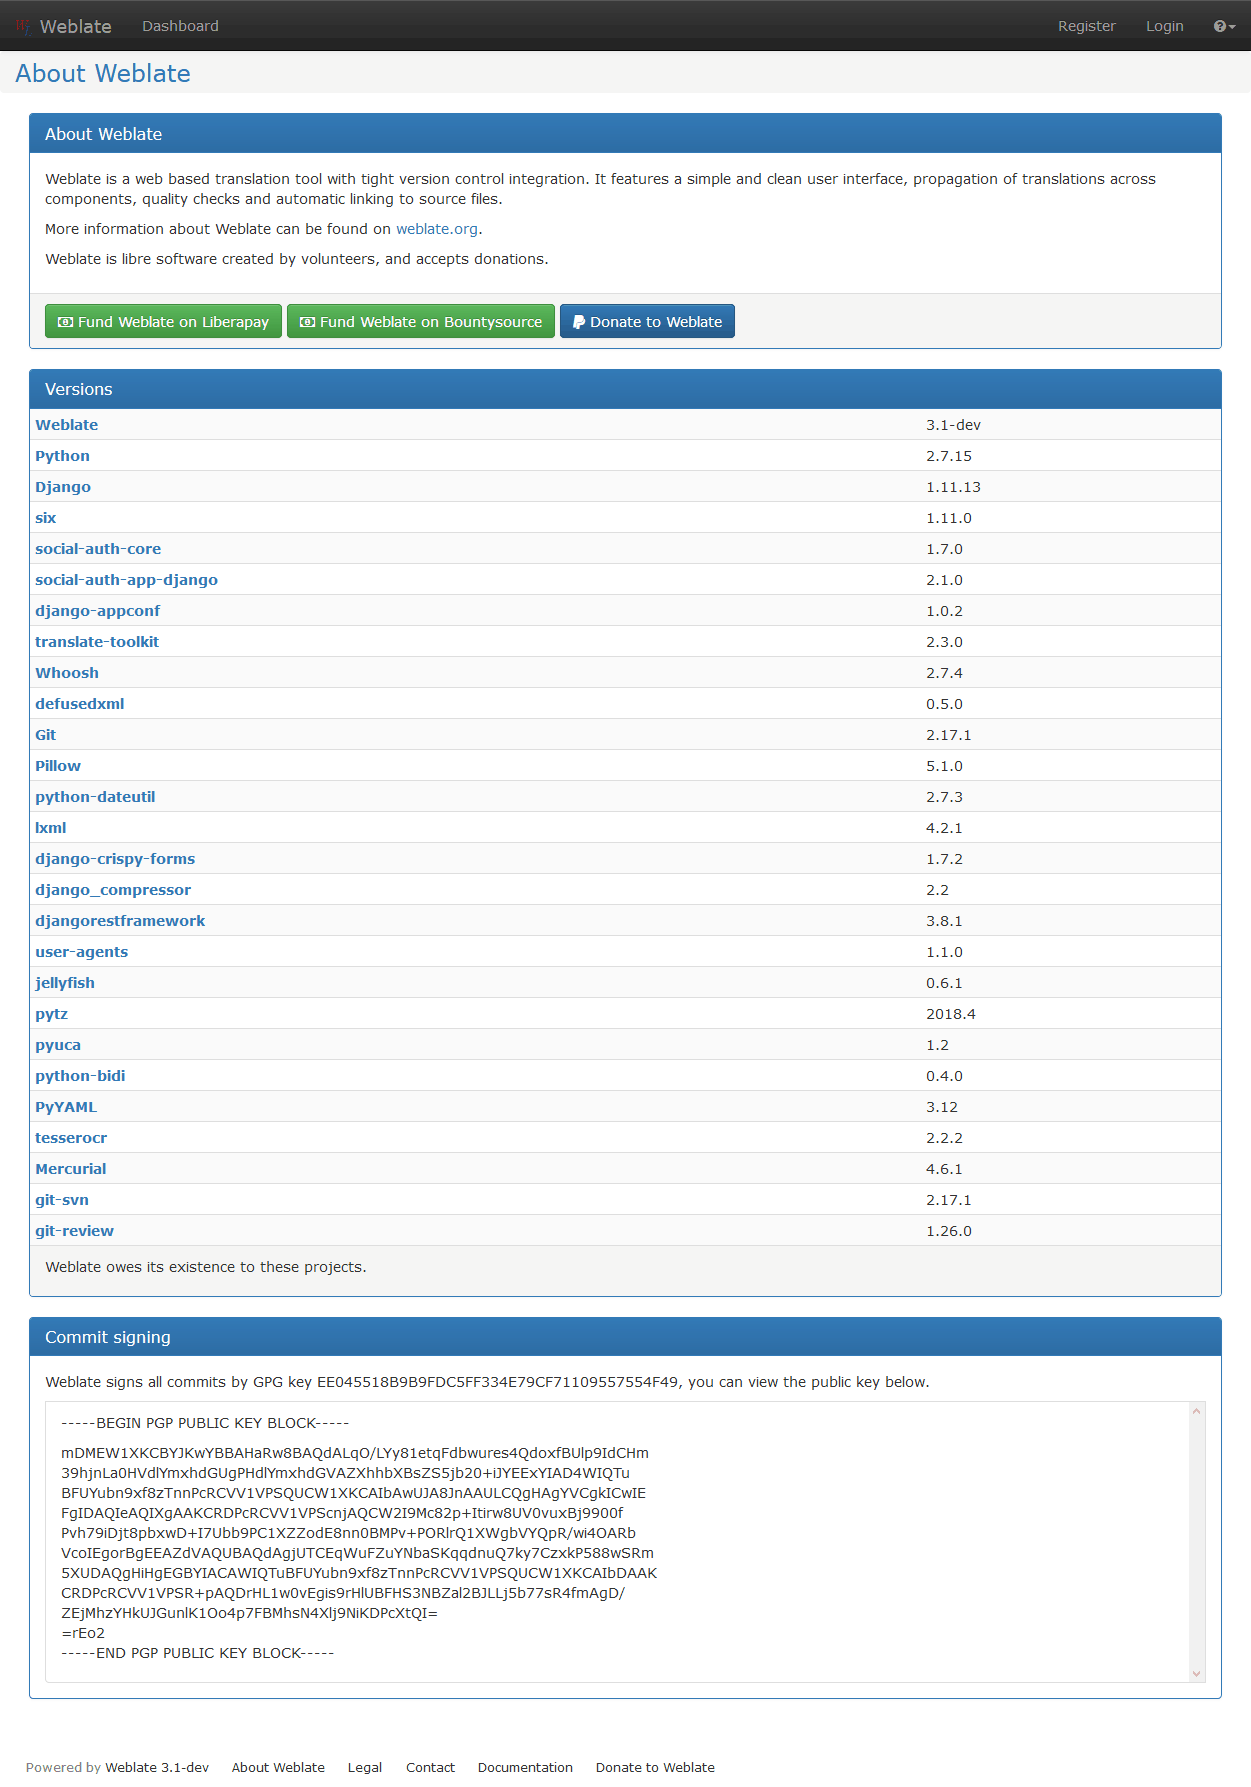 Weblate Dashboard Register Login
About Weblate
About Weblate
Weblate is a web based translation tool with tight version control integration. It features a simple and clean user interface, propagation of translations across
components, quality checks and automatic linking to source files.
More information about Weblate can be found on weblate.org.
Weblate is libre software created by volunteers, and accepts donations.
Fund Weblate on Liberapay Fund Weblate on Bountysource Donate to Weblate
Versions
Weblate 3.1-dev
Python 2.7.15
Django 1.11.13
six 1.11.0
social-auth-core 1.7.0
social-auth-app-django 2.1.0
django-appconf 1.0.2
translate-toolkit 2.3.0
Whoosh 2.7.4
defusedxml 0.5.0
Git 2.17.1
Pillow 5.1.0
python-dateutil 2.7.3
lxml 4.2.1
django-crispy-forms 1.7.2
django_compressor 2.2
djangorestframework 3.8.1
user-agents 1.1.0
jellyfish 0.6.1
pytz 2018.4
pyuca 1.2
python-bidi 0.4.0
PyYAML 3.12
tesserocr 2.2.2
Mercurial 4.6.1
git-svn 2.17.1
git-review 1.26.0
Weblate owes its existence to these projects.
Commit signing
Weblate signs all commits by GPG key EE045518B9B9FDC5FF334E79CF71109557554F49, you can view the public key below.
-----BEGIN PGP PUBLIC KEY BLOCK-----
mDMEW1XKCBYJKwYBBAHaRw8BAQdALqO/LYy81etqFdbwures4QdoxfBUlp9IdCHm
39hjnLa0HVdlYmxhdGUgPHdlYmxhdGVAZXhhbXBsZS5jb20+iJYEExYIAD4WIQTu
BFUYubn9xf8zTnnPcRCVV1VPSQUCW1XKCAIbAwUJA8JnAAULCQgHAgYVCgkICwIE
FgIDAQIeAQIXgAAKCRDPcRCVV1VPScnjAQCW2I9Mc82p+Itirw8UV0vuxBj9900f
Pvh79iDjt8pbxwD+I7Ubb9PC1XZZodE8nn0BMPv+PORlrQ1XWgbVYQpR/wi4OARb
VcoIEgorBgEEAZdVAQUBAQdAgjUTCEqWuFZuYNbaSKqqdnuQ7ky7CzxkP588wSRm
5XUDAQgHiHgEGBYIACAWIQTuBFUYubn9xf8zTnnPcRCVV1VPSQUCW1XKCAIbDAAK
CRDPcRCVV1VPSR+pAQDrHL1w0vEgis9rHlUBFHS3NBZal2BJLLj5b77sR4fmAgD/
ZEjMhzYHkUJGunlK1Oo4p7FBMhsN4Xlj9NiKDPcXtQI=
=rEo2
-----END PGP PUBLIC KEY BLOCK-----
Powered by Weblate 3.1-dev About Weblate Legal Contact Documentation Donate to Weblate